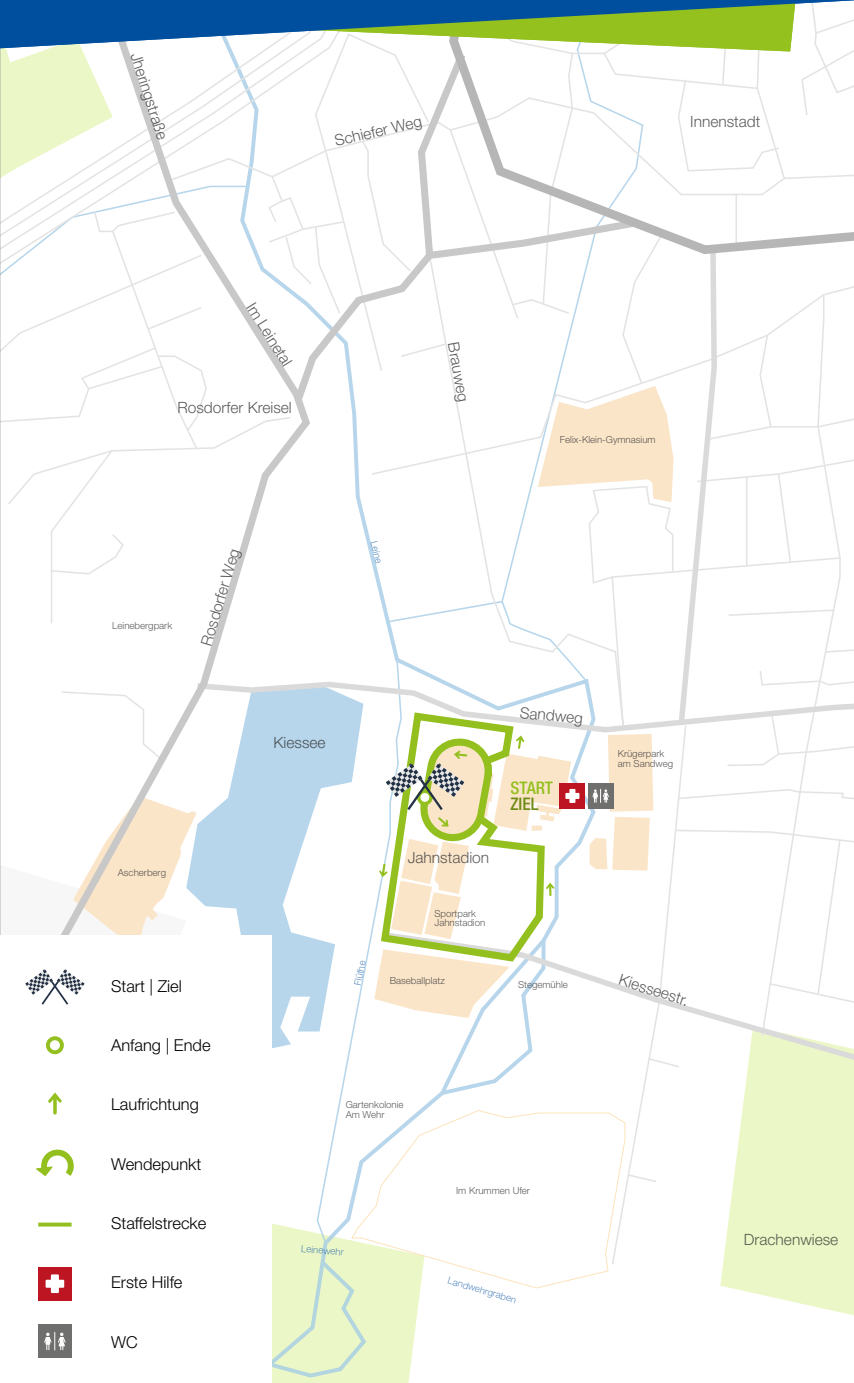 Jheringstraße
Schiefer Weg
Innenstadt
Im Leinetal
Brauweg
Rosdorfer Kreisel
Felix-Klein-Gymnasium
Leine
Rosdorfer Weg
Leinebergpark
Sandweg
Kiessee
Krügerpark
am Sandweg
START
ZIEL
Jahnstadion
Ascherberg
Sportpark
Jahnstadion
Flüthe
Baseballplatz
Stegemühle
Kiesseestr.
Start | Ziel
Anfang | Ende
Laufrichtung
Gartenkolonie
Am Wehr
Wendepunkt
Im Krummen Ufer
Staffelstrecke
Drachenwiese
Leinewehr
Erste Hilfe
Landwehrgraben
WC